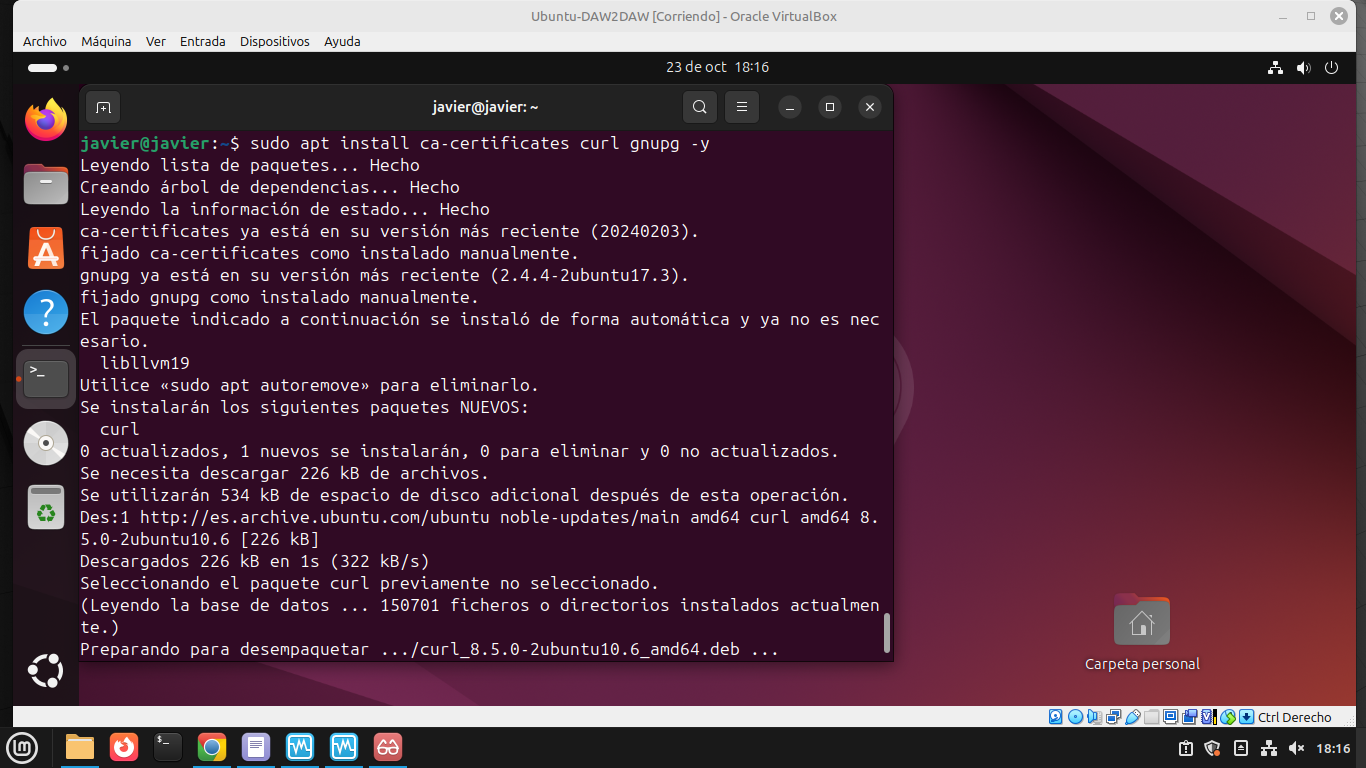 Ubuntu-DAW2DAW [Corriendo] - Oracle VirtualBox
Archivo Máquina Ver Entrada Dispositivos Ayuda
23 de oct 18:16
javier@javier: ~
javier@javier:~$ sudo apt install ca-certificates curl gnupg -y
Leyendo lista de paquetes... Hecho
Creando árbol de dependencias... Hecho
Leyendo la información de estado... Hecho
ca-certificates ya está en su versión más reciente (20240203).
fijado ca-certificates como instalado manualmente.
gnupg ya está en su versión más reciente (2.4.4-2ubuntu17.3).
fijado gnupg como instalado manualmente.
El paquete indicado a continuación se instaló de forma automática y ya no es nec
esario.
libllvm19
Utilice «sudo apt autoremove» para eliminarlo.
Se instalarán los siguientes paquetes NUEVOS:
curl
0 actualizados, 1 nuevos se instalarán, 0 para eliminar y 0 no actualizados.
Se necesita descargar 226 kB de archivos.
Se utilizarán 534 kB de espacio de disco adicional después de esta operación.
Des:1 http://es.archive.ubuntu.com/ubuntu noble-updates/main amd64 curl amd64 8.
5.0-2ubuntu10.6 [226 kB]
Descargados 226 kB en 1s (322 kB/s)
Seleccionando el paquete curl previamente no seleccionado.
(Leyendo la base de datos ... 150701 ficheros o directorios instalados actualmen
te.)
Preparando para desempaquetar .../curl_8.5.0-2ubuntu10.6_amd64.deb ...
Carpeta personal
Ctrl Derecho
18:16